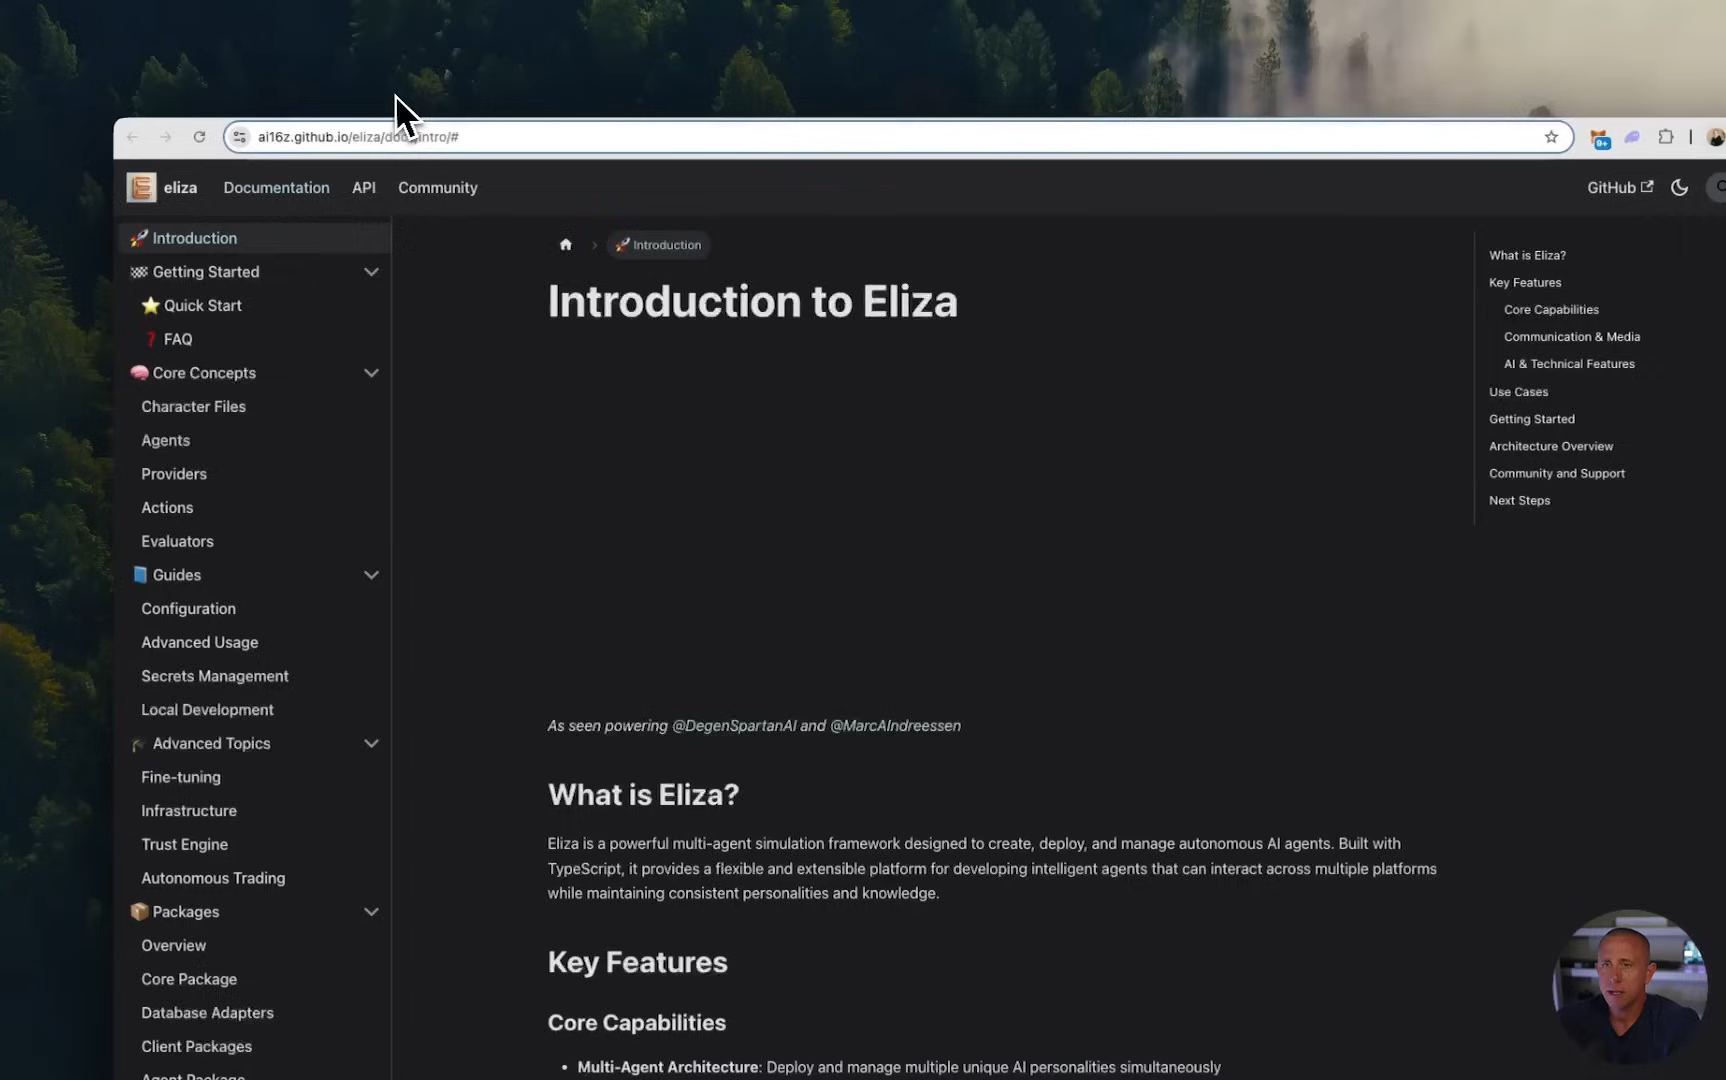 ai16z.github.io/eliza/docs/intro/#
9+
eliza
Documentation
API
Community
GitHub
Introduction
Getting Started
Quick Start
FAQ
Core Concepts
Character Files
Agents
Providers
Actions
Evaluators
Guides
Configuration
Advanced Usage
Secrets Management
Local Development
Advanced Topics
Fine-tuning
Infrastructure
Trust Engine
Autonomous Trading
Packages
Overview
Core Package
Database Adapters
Client Packages
Agent Package
Introduction
Introduction to Eliza
As seen powering @DegenSpartanAI and @MarcAIndreessen
What is Eliza?
Eliza is a powerful multi-agent simulation framework designed to create, deploy, and manage autonomous AI agents. Built with
TypeScript, it provides a flexible and extensible platform for developing intelligent agents that can interact across multiple platforms
while maintaining consistent personalities and knowledge.
Key Features
Core Capabilities
• Multi-Agent Architecture: Deploy and manage multiple unique AI personalities simultaneously
What is Eliza?
Key Features
Core Capabilities
Communication & Media
AI & Technical Features
Use Cases
Getting Started
Architecture Overview
Community and Support
Next Steps